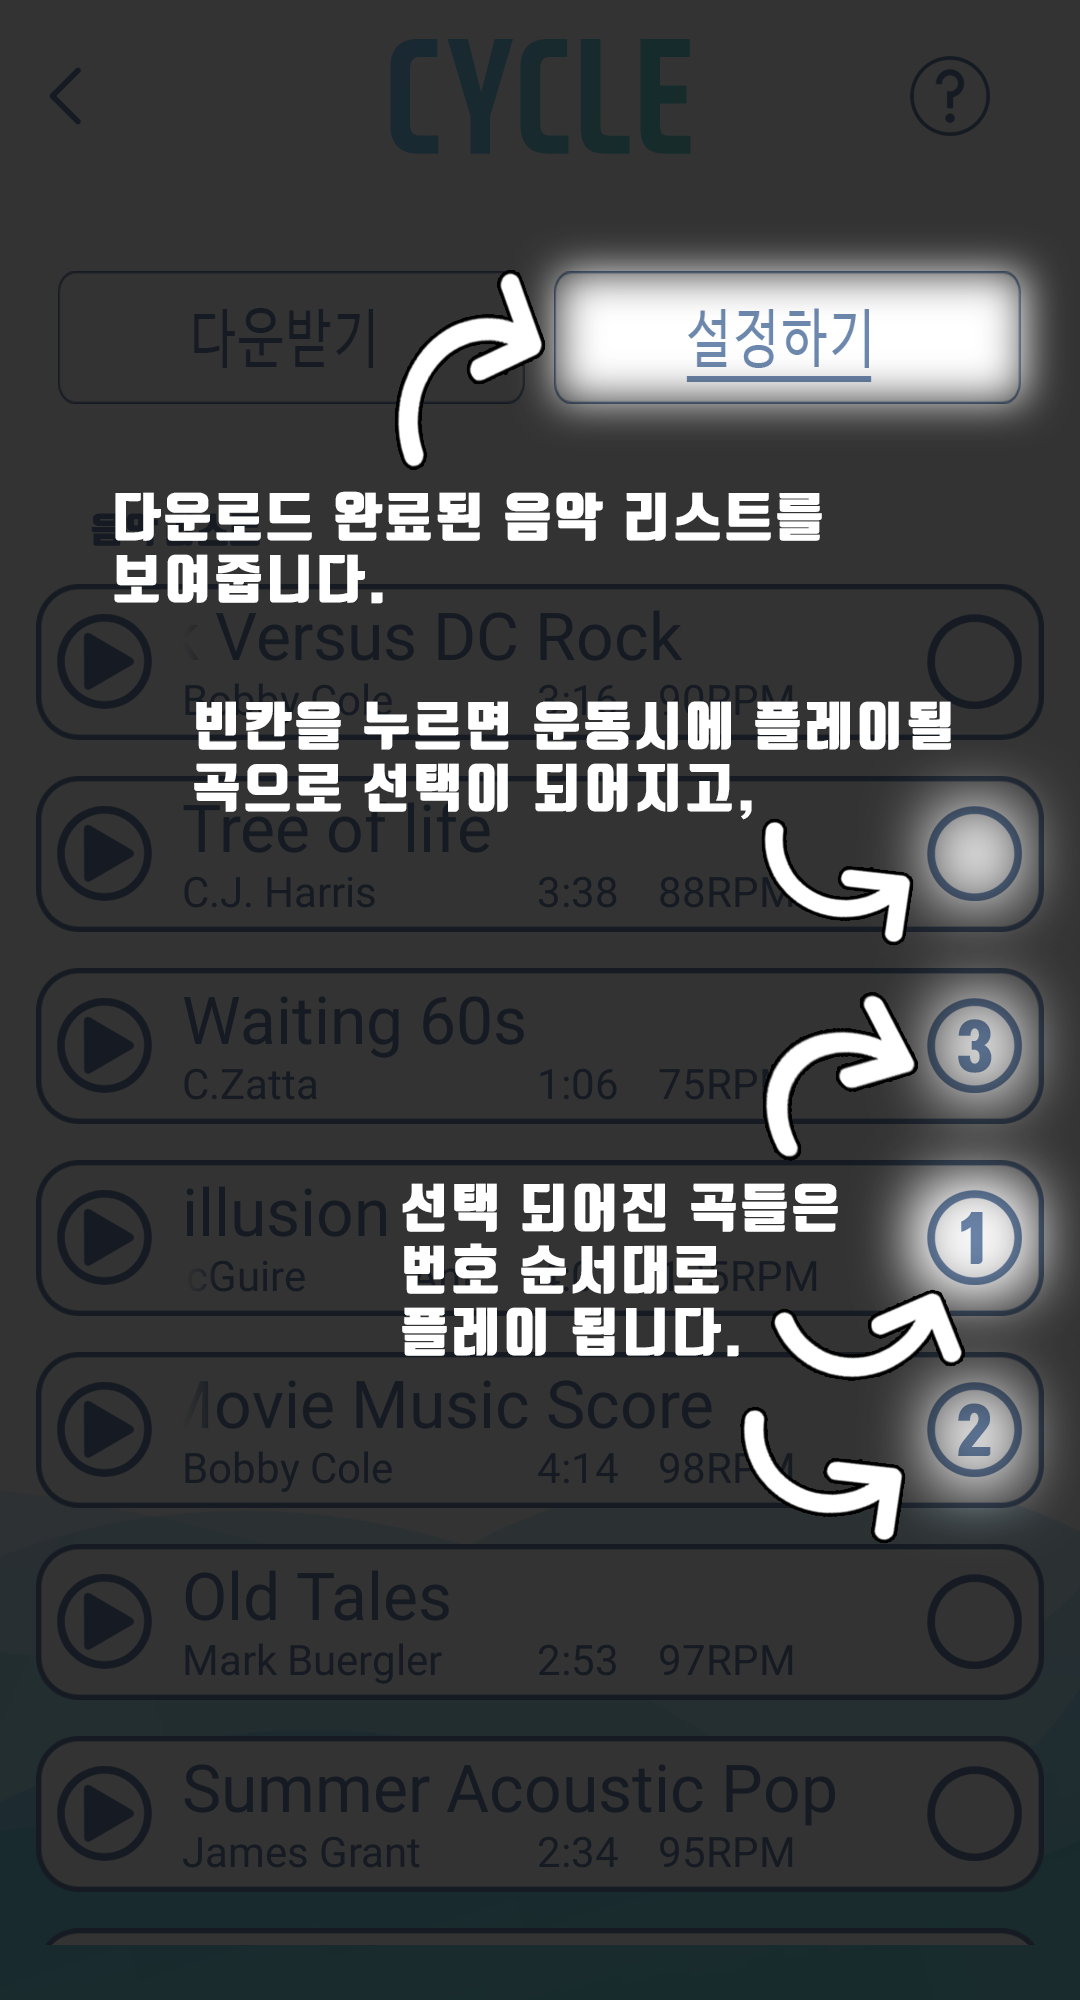 CYCLE
?
다운받기
설정하기
다운로드 완료된 음악 리스트를
보여줍니다.
Versus DC Rock
Bobby Cole 3:16 90RPM
빈칸을 누르면 운동시에 플레이될
곡으로 선택이 되어지고,
Tree of life
C.J. Harris 3:38 88RPM
Waiting 60s
3
C.Zatta 1:06 75RPM
선택 되어진 곡들은
illusion
1
번호 순서대로
cGuire 5RPM
플레이 됩니다.
Movie Music Score
2
Bobby Cole 4:14 98RPM
Old Tales
Mark Buergler 2:53 97RPM
Summer Acoustic Pop
James Grant 2:34 95RPM